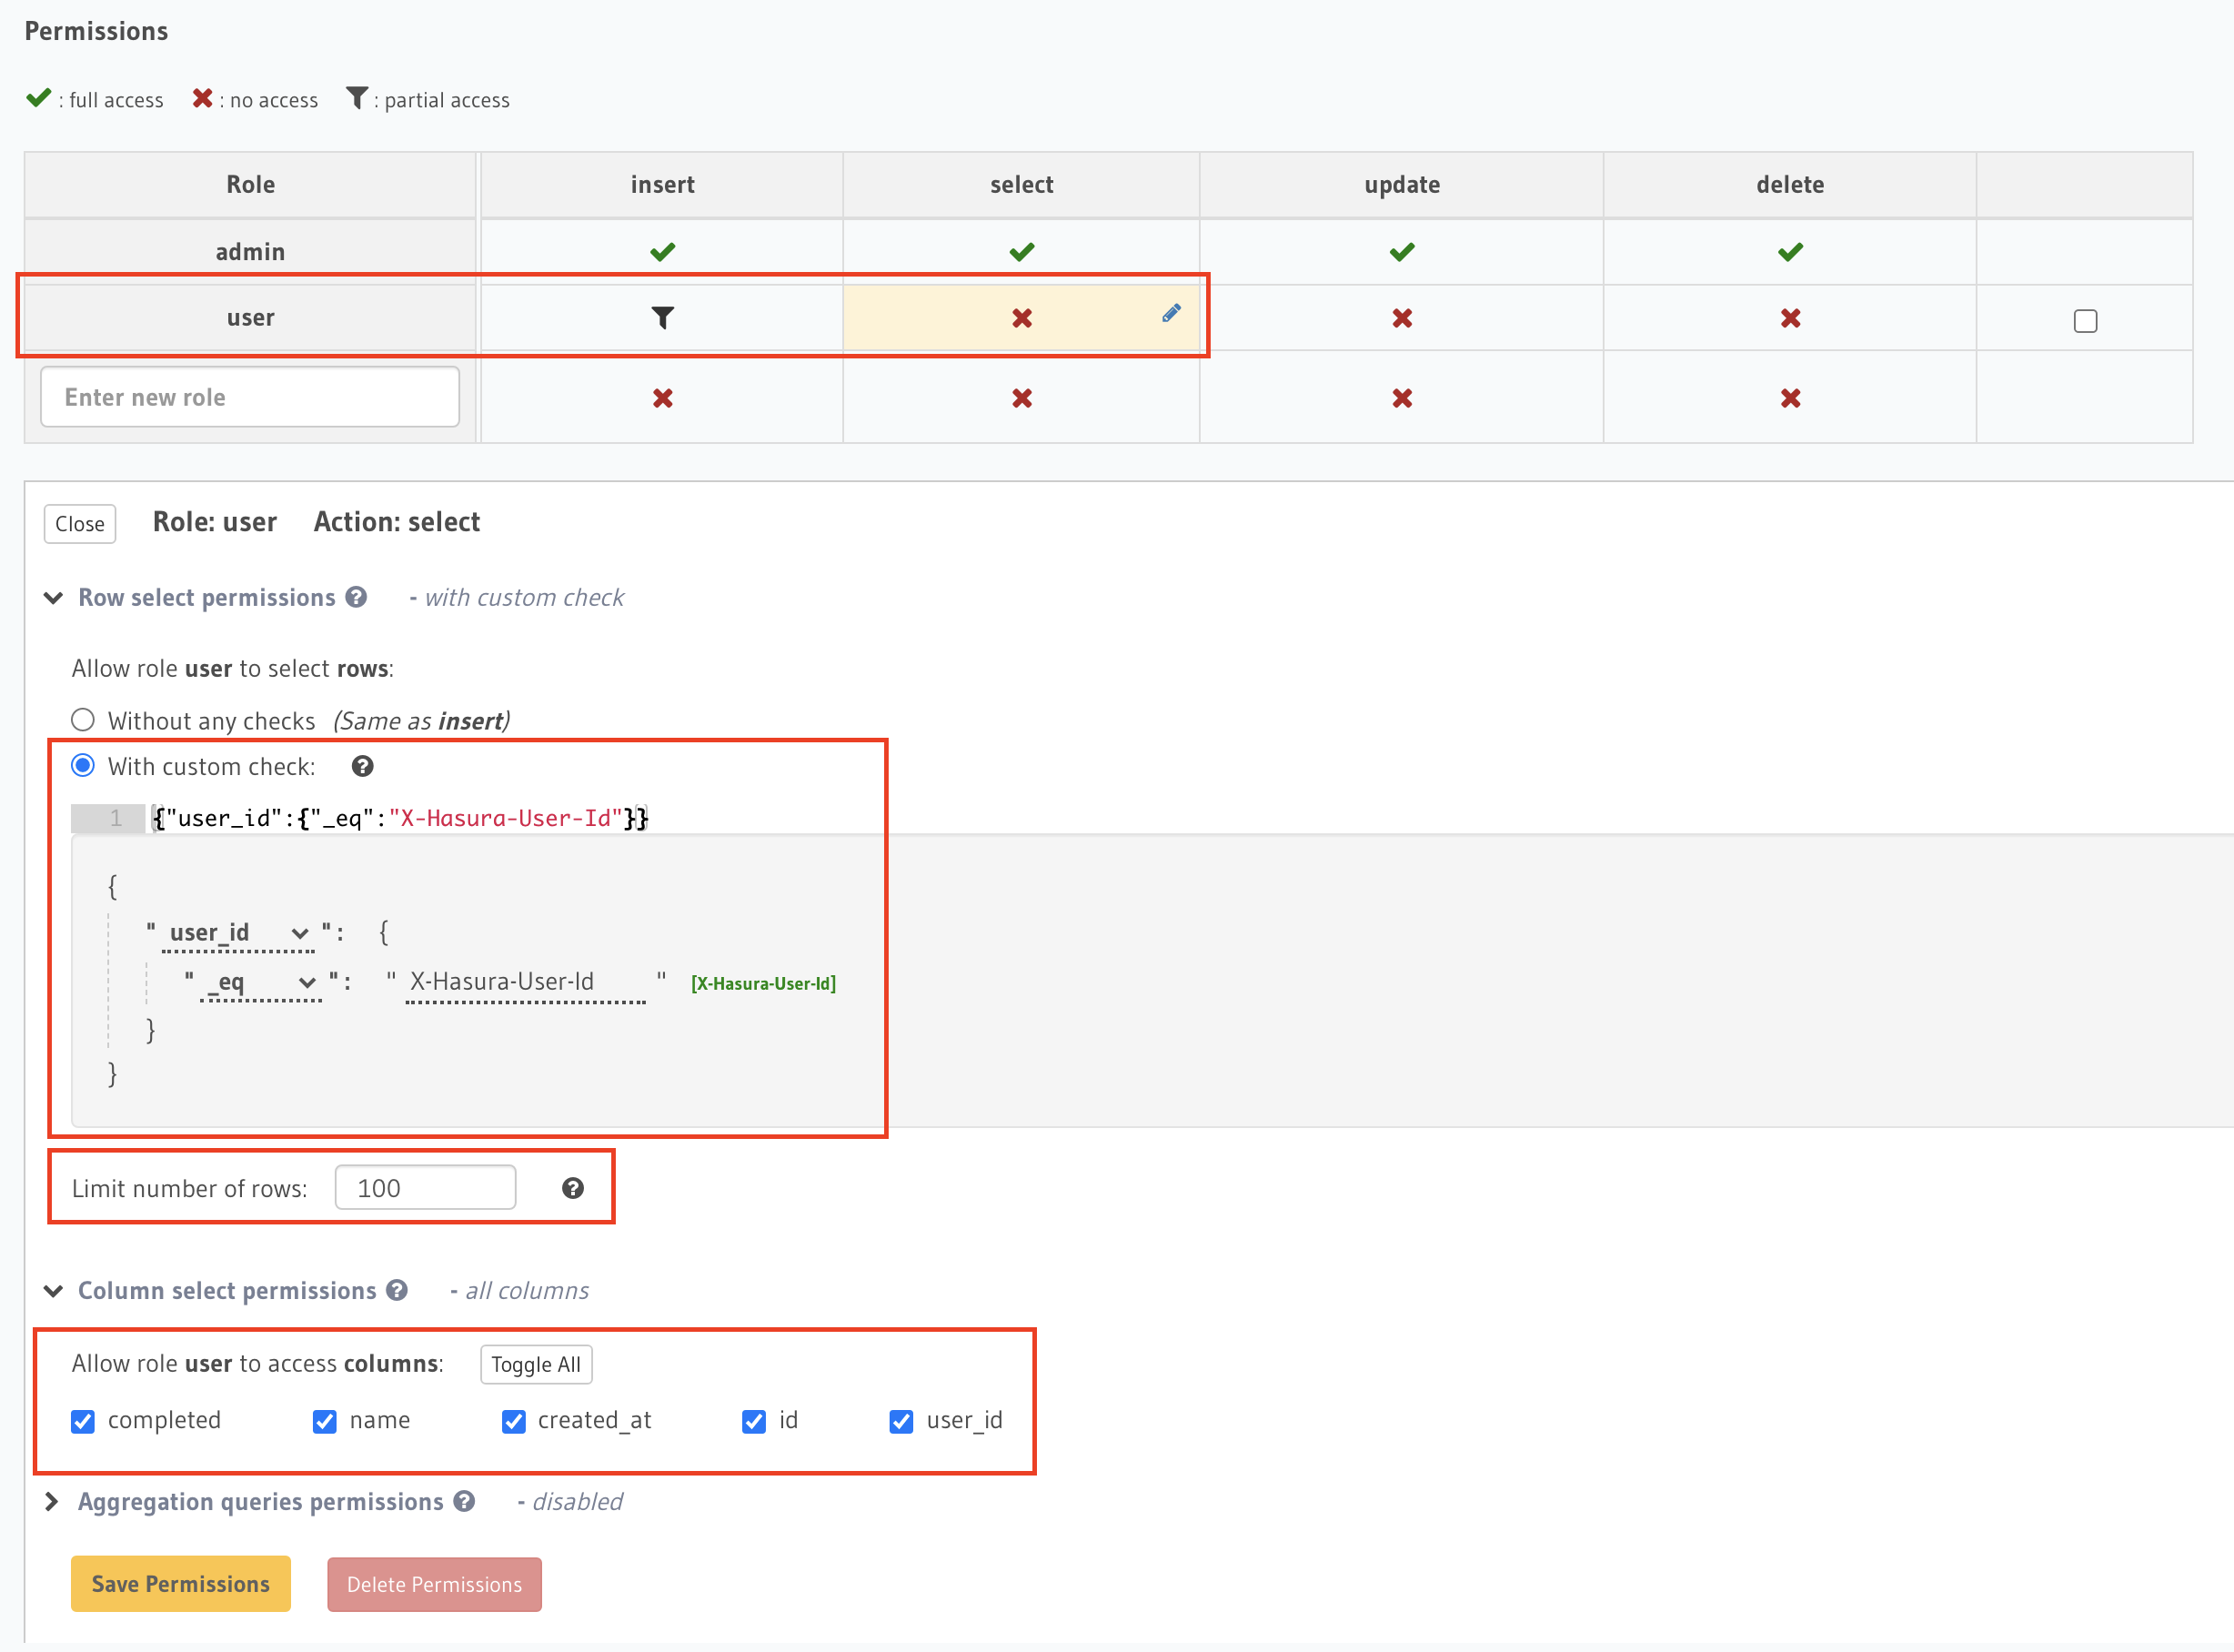 Permissions
: full access : no access : partial access
Role insert select update delete
admin
user
Enter new role
Close Role: user Action: select
Row select permissions ? - with custom check
Allow role user to select rows:
Without any checks (Same as insert)
With custom check: ?
1 {"user_id":{"_eq":"X-Hasura-User-Id"}}
{
" user_id ": {
" _eq ": " X-Hasura-User-Id " [X-Hasura-User-Id]
}
}
Limit number of rows: 100 ?
Column select permissions ? - all columns
Allow role user to access columns: Toggle All
completed name created_at id user_id
Aggregation queries permissions ? - disabled
Save Permissions Delete Permissions